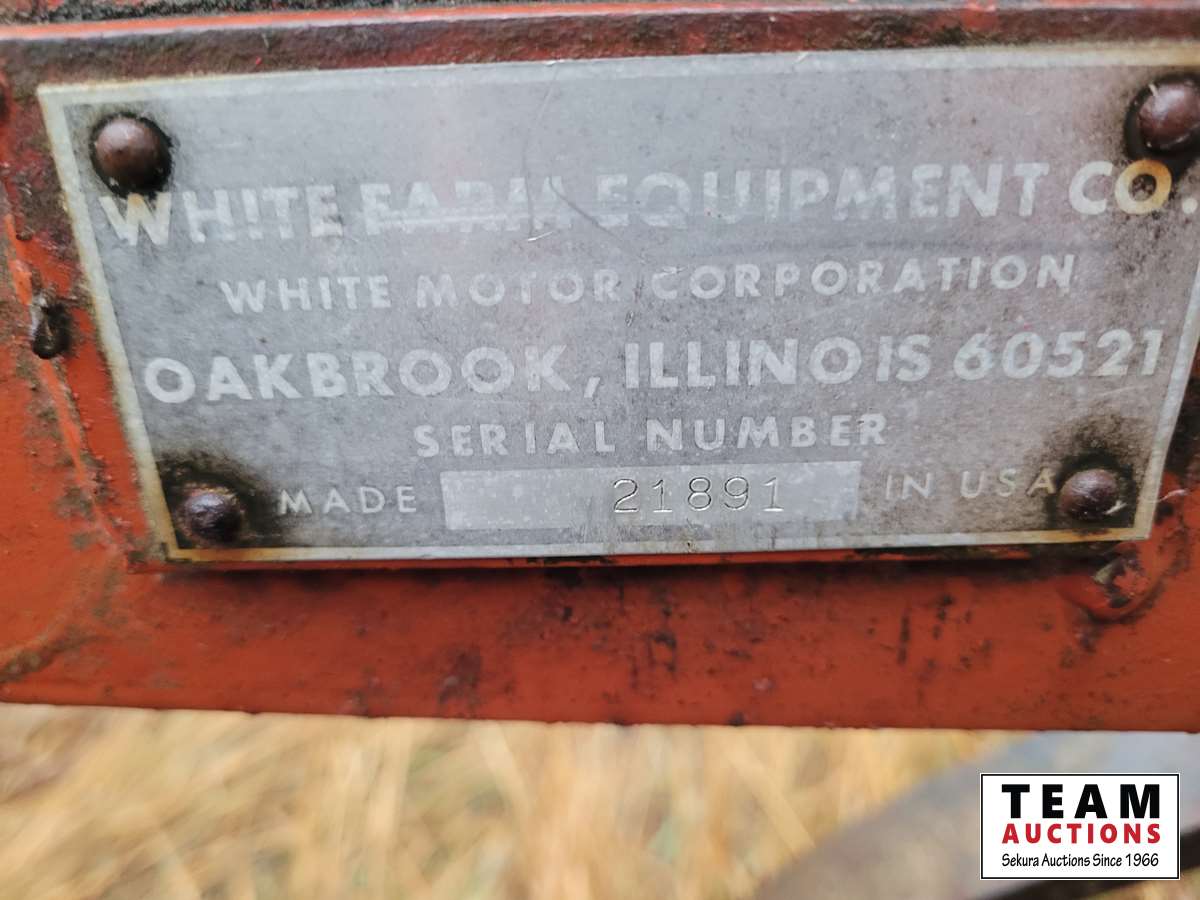 WHITE FARM EQUIPMENT CO.
WHITE MOTOR CORPORATION
OAKBROOK, ILLINOIS 60521
SERIAL NUMBER
MADE 21891 IN USA
TEAM
AUCTIONS
Sekura Auctions Since 1966